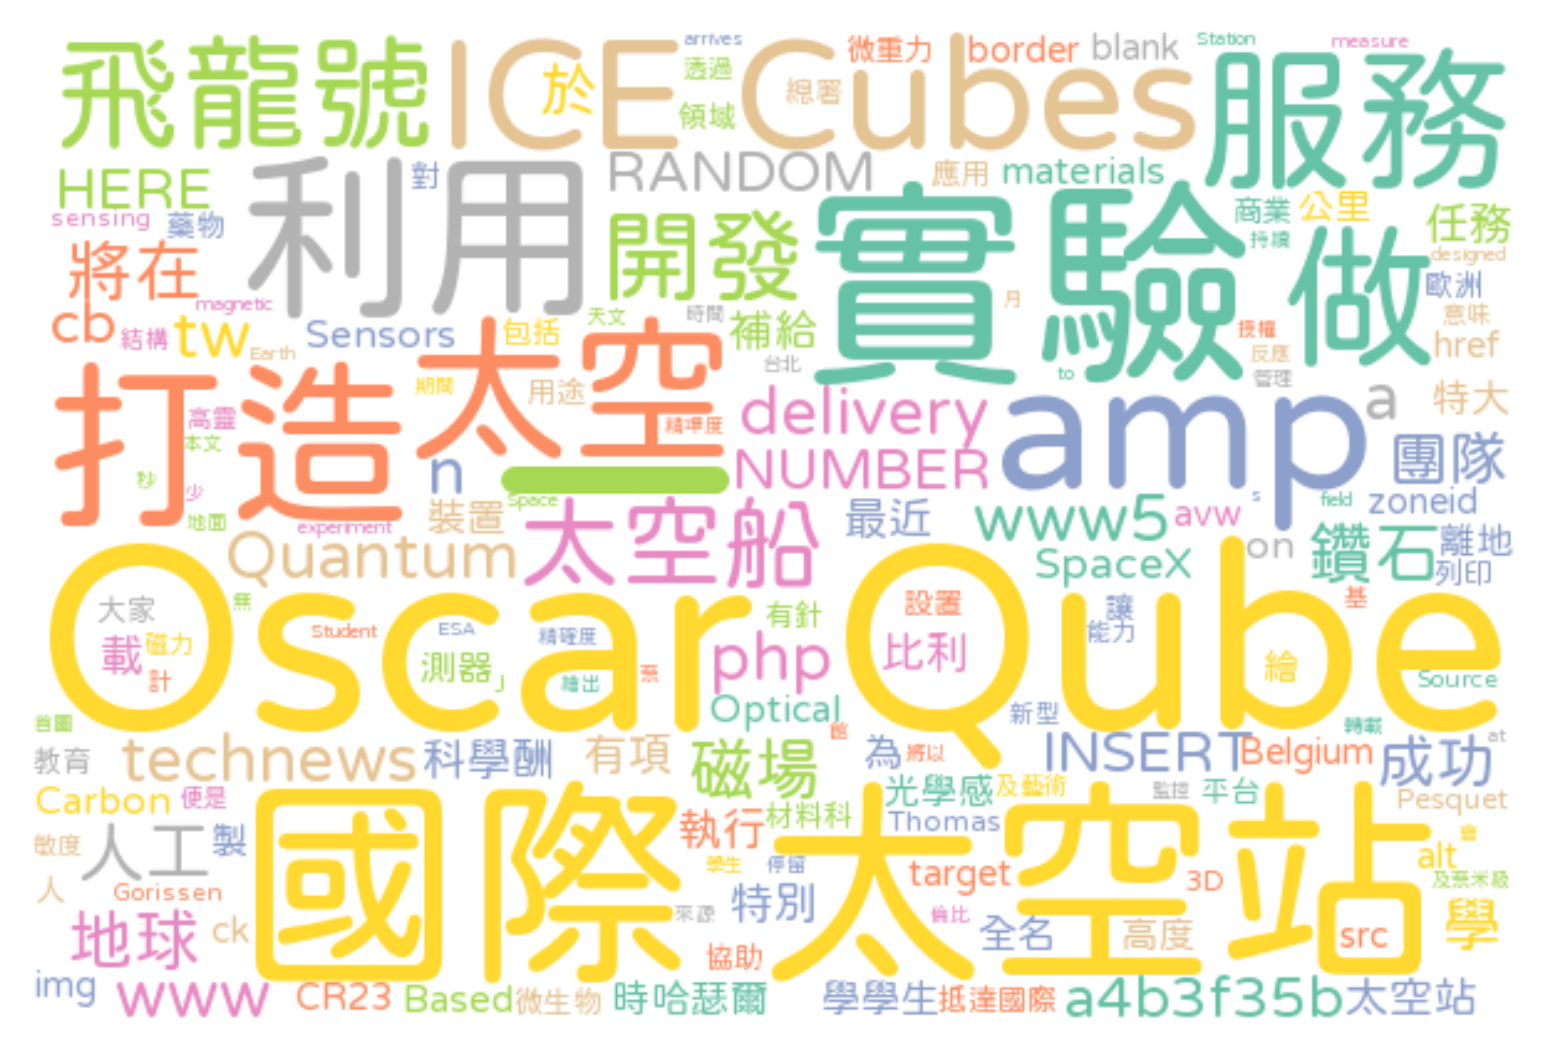 飛龍號 ICE Cubes 於 arrives 透過 領域 總署 微重力 border blank Station measure 服務
HERE 利用 對 RANDOM 應用 materials 商業 公里 任務
sensing 藥物 將在 開發 實驗 做 持續 designed 歐洲
cb 結構 tw magnetic Sensors 包括 天文 時間 補給 月 授權 意味 href
Earth 太空 台北 to 反應 管理
打造 高靈 本文 期間 用途 精準度 delivery amp a 特大
秒 少 n NUMBER 團隊
地面 experiment 裝置 Space 太空船 最近 www5 avw s field zoneid
Quantum SpaceX on 鑽石 離地 列印
Oscar Qube
大家 無 載 磁力 計 Student ESA 測器」 精確度 繪出 奈 有針 php 設置 比利 讓 能力 基 繪 Source
首圖 Optical 新型 轉載
教育 technews 科學酬 有項 磁場 館 為 將以 INSERT Belgium 成功 at
Carbon 便是 光學感 及藝術 監控 平台 Pesquet
敏度 人工 製 國際太空站 執行 材料科 Thomas 會 alt
人 Gorissen 學生 停留 target 3D 及奈米級
地球 ck 來源 特別 倫比 全名 高度 src 學
協助
img www CR23 Based 微生物 時哈瑟爾 學學生 抵達國際 a4b3f35b 太空站